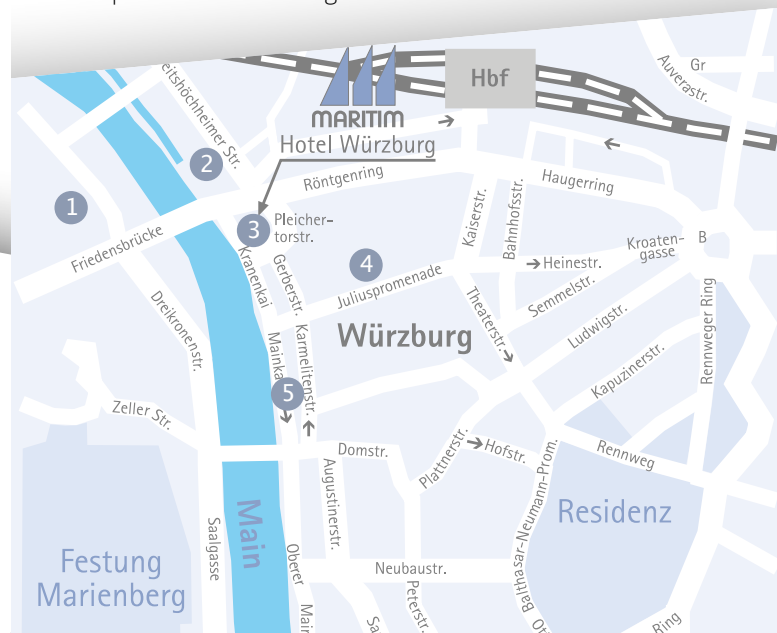 Gr
Auverastr.
Hbf
eitshöchheimer Str.
MARITIM
Hotel Würzburg
2
1
Röntgenring
Haugerring
3
Pleicher-
torstr.
Friedensbrücke
Kranenkai
Gerberstr.
4
Juliuspromenade
Kaiserstr.
Bahnhofsstr.
Heinestr.
Kroaten-
gasse
B
Semmelstr.
Dreikronenstr.
Mainka
Karmelitenstr.
Würzburg
Theaterstr.
Ludwigstr.
Rennweger Ring
Kapuzinerstr.
5
Zeller Str.
Domstr.
Plattnerstr.
Hofstr.
Rennweg
Augustinerstr.
Balthasar-Neumann-Prom.
Residenz
Main
Saalgasse
Festung
Marienberg
Oberer
Neubaustr.
Peterstr.
Ring